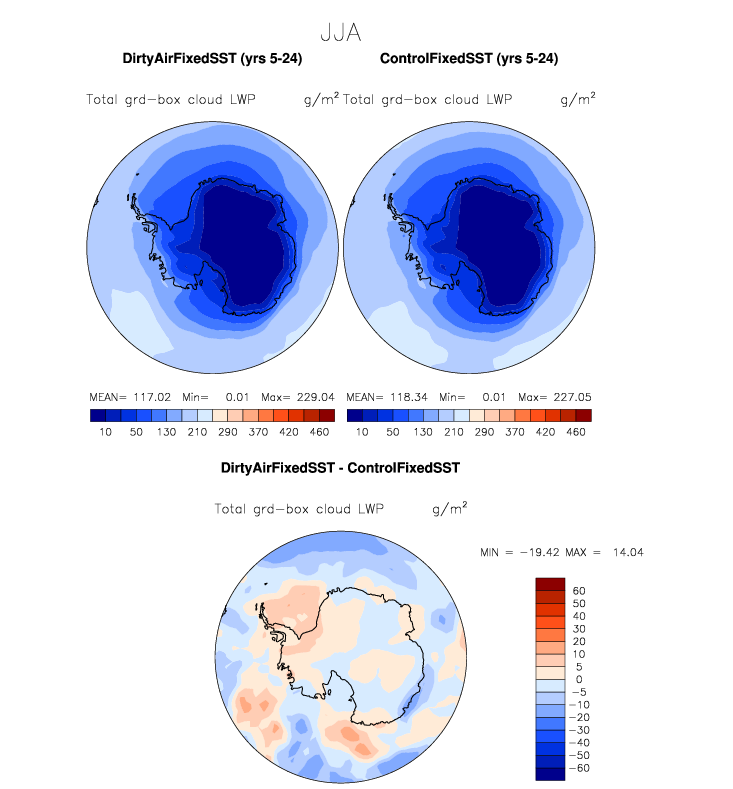 JJA
DirtyAirFixedSST (yrs 5-24) ControlFixedSST (yrs 5-24)
Total grd-box cloud LWP g/m² Total grd-box cloud LWP g/m²
MEAN= 117.02 Min= 0.01 Max= 229.04 MEAN= 118.34 Min= 0.01 Max= 227.05
10 50 130 210 290 370 420 460 10 50 130 210 290 370 420 460
DirtyAirFixedSST - ControlFixedSST
Total grd-box cloud LWP g/m²
MIN = -19.42 MAX = 14.04
60
50
40
30
20
10
5
0
-5
-10
-20
-30
-40
-50
-60